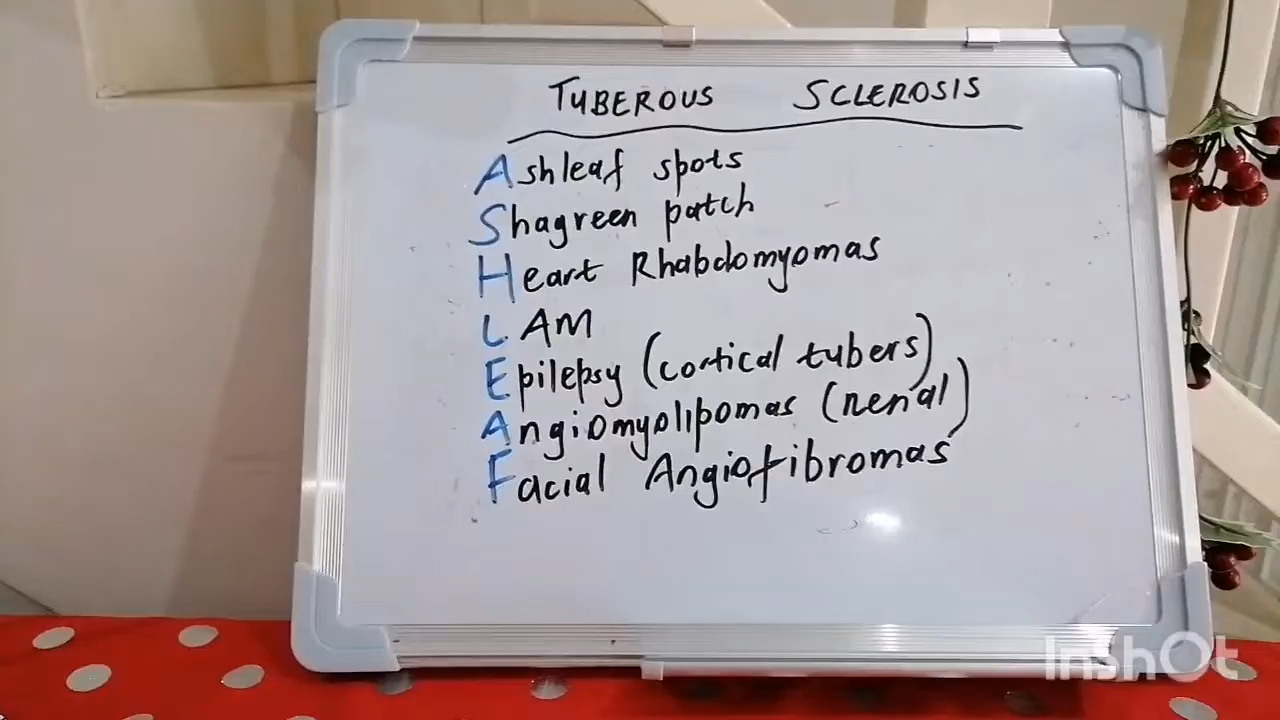 TUBEROUS SCLEROSIS
Ashleaf spots
Shagreen patch
Heart Rhabdomyomas
LAM
Epilepsy (cortical tubers)
Angiomyolipomas (renal)
Facial Angiofibromas
InShOt